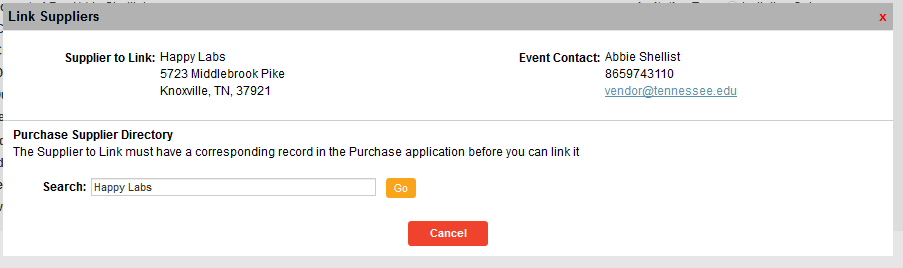 Link Suppliers x
Supplier to Link: Happy Labs
5723 Middlebrook Pike
Knoxville, TN, 37921
Event Contact: Abbie Shellist
8659743110
vendor@tennessee.edu
Purchase Supplier Directory
The Supplier to Link must have a corresponding record in the Purchase application before you can link it
Search: Happy Labs Go
Cancel